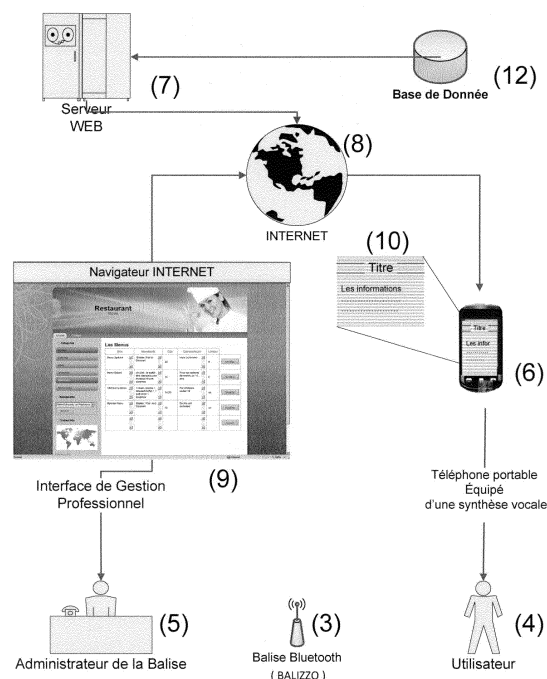 (7)
Serveur
WEB
(12)
Base de Donnée
(8)
INTERNET
Navigateur INTERNET
Restaurant
Les Menus
(10)
Titre
Les informations
Titre
Les infor
(6)
(9)
Interface de Gestion
Professionnel
Téléphone portable
Équipé
d'une synthèse vocale
(5)
Administrateur de la Balise
(3)
Balise Bluetooth
( BALIZZO )
(4)
Utilisateur